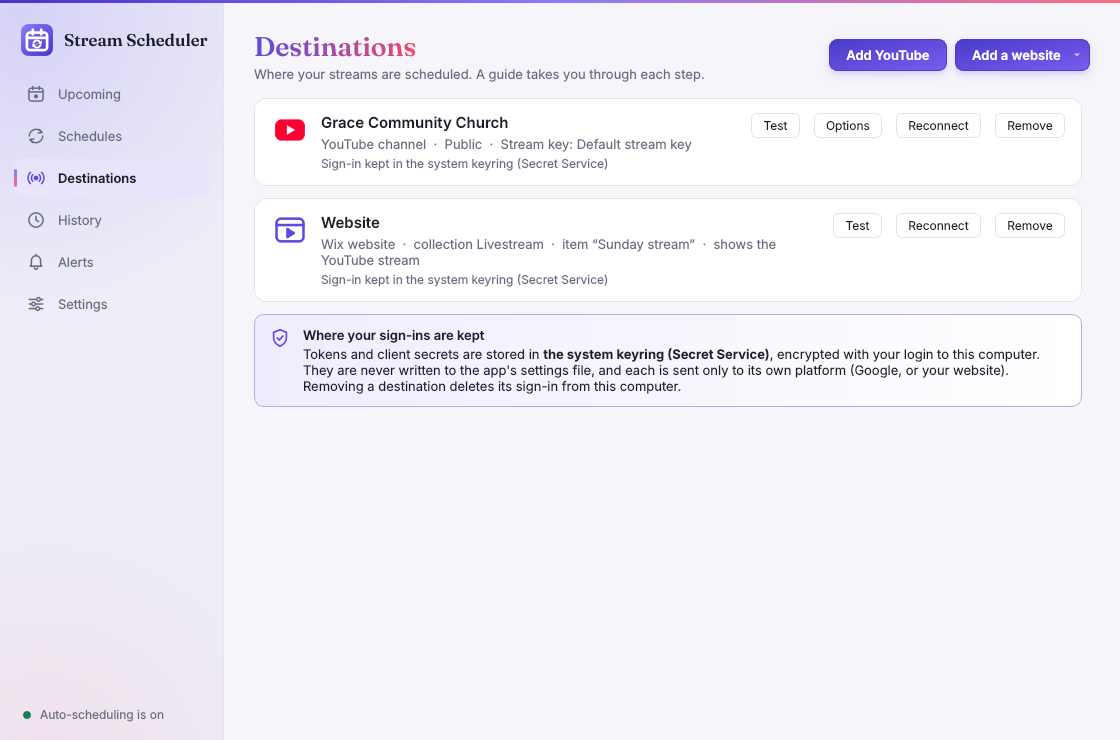 Stream Scheduler
Upcoming
Schedules
Destinations
History
Alerts
Settings
Auto-scheduling is on
Destinations
Where your streams are scheduled. A guide takes you through each step.
Add YouTube
Add a website
Grace Community Church
YouTube channel · Public · Stream key: Default stream key
Sign-in kept in the system keyring (Secret Service)
Test
Options
Reconnect
Remove
Website
Wix website · collection Livestream · item “Sunday stream” · shows the
YouTube stream
Sign-in kept in the system keyring (Secret Service)
Test
Reconnect
Remove
Where your sign-ins are kept
Tokens and client secrets are stored in the system keyring (Secret Service), encrypted with your login to this computer.
They are never written to the app's settings file, and each is sent only to its own platform (Google, or your website).
Removing a destination deletes its sign-in from this computer.